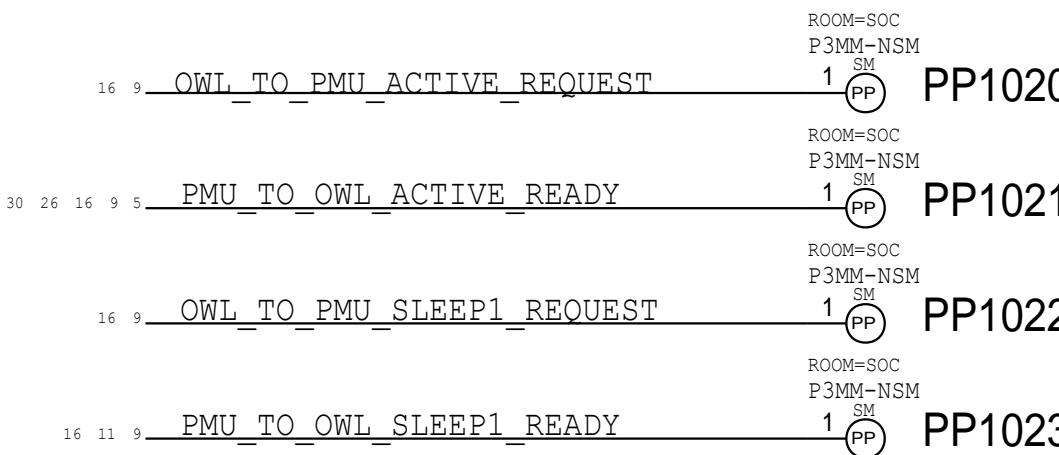 ROOM=SOC
P3MM-NSM
SM
16 9 OWL_TO_PMU_ACTIVE_REQUEST 1 PP PP1020
ROOM=SOC
P3MM-NSM
SM
30 26 16 9 5 PMU_TO_OWL_ACTIVE_READY 1 PP PP1021
ROOM=SOC
P3MM-NSM
SM
16 9 OWL_TO_PMU_SLEEP1_REQUEST 1 PP PP1022
ROOM=SOC
P3MM-NSM
SM
16 11 9 PMU_TO_OWL_SLEEP1_READY 1 PP PP1023